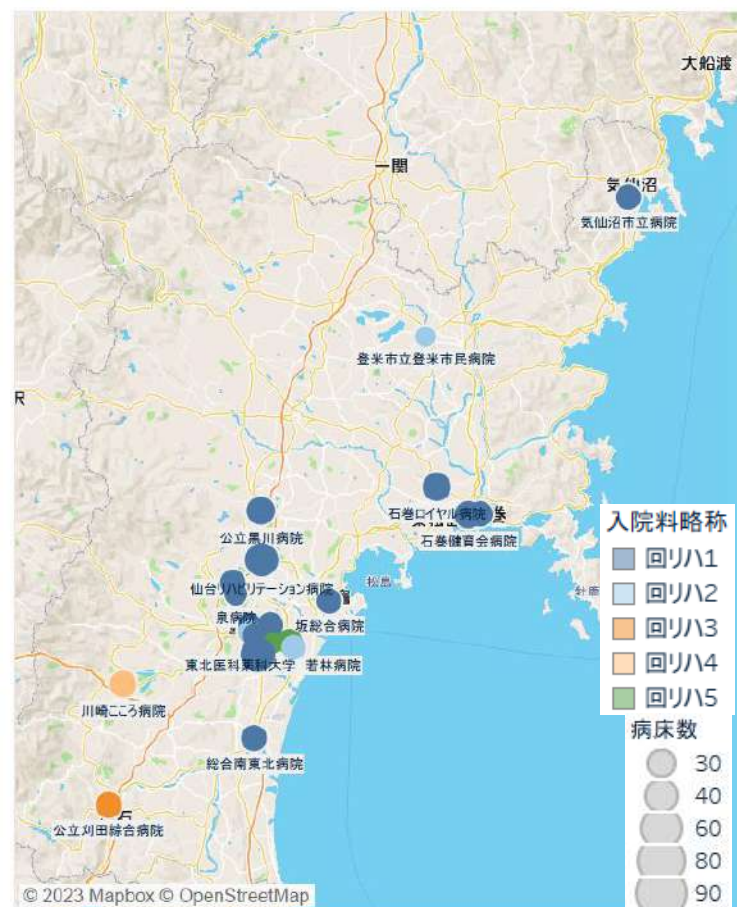 大船渡
一関
気仙沼
気仙沼市立病院
登米市立登米市民病院
沢
石巻ロイヤル病院
巻
石巻健育会病院
公立黒川病院
入院料略称
回リハ1
松島
仙台リハビリテーション病院
回リハ2
泉病院
坂総合病院
回リハ3
東北医科薬科大学 若林病院
回リハ4
川崎こころ病院
回リハ5
病床数
総合南東北病院
30
40
公立刈田綜合病院
60
80
90
© 2023 Mapbox © OpenStreetMap